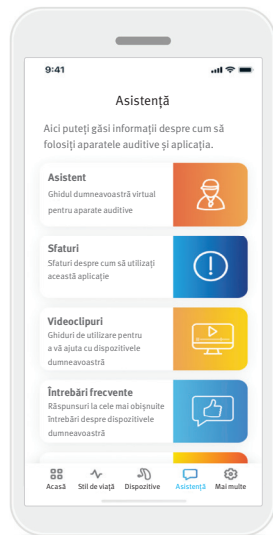 9:41
Asistență
Aici puteți găsi informații despre cum să
folosiți aparatele auditive și aplicația.
Asistent
Ghidul dumneavoastră virtual
pentru aparate auditive
Sfaturi
Sfaturi despre cum să utilizați
această aplicație
Videoclipuri
Ghiduri de utilizare pentru
a vă ajuta cu dispozitivele
dumneavoastră
Întrebări frecvente
Răspunsuri la cele mai obișnuite
întrebări despre dispozitivele
dumneavoastră
Acasă Stil de viață Dispozitive Asistență Mai multe